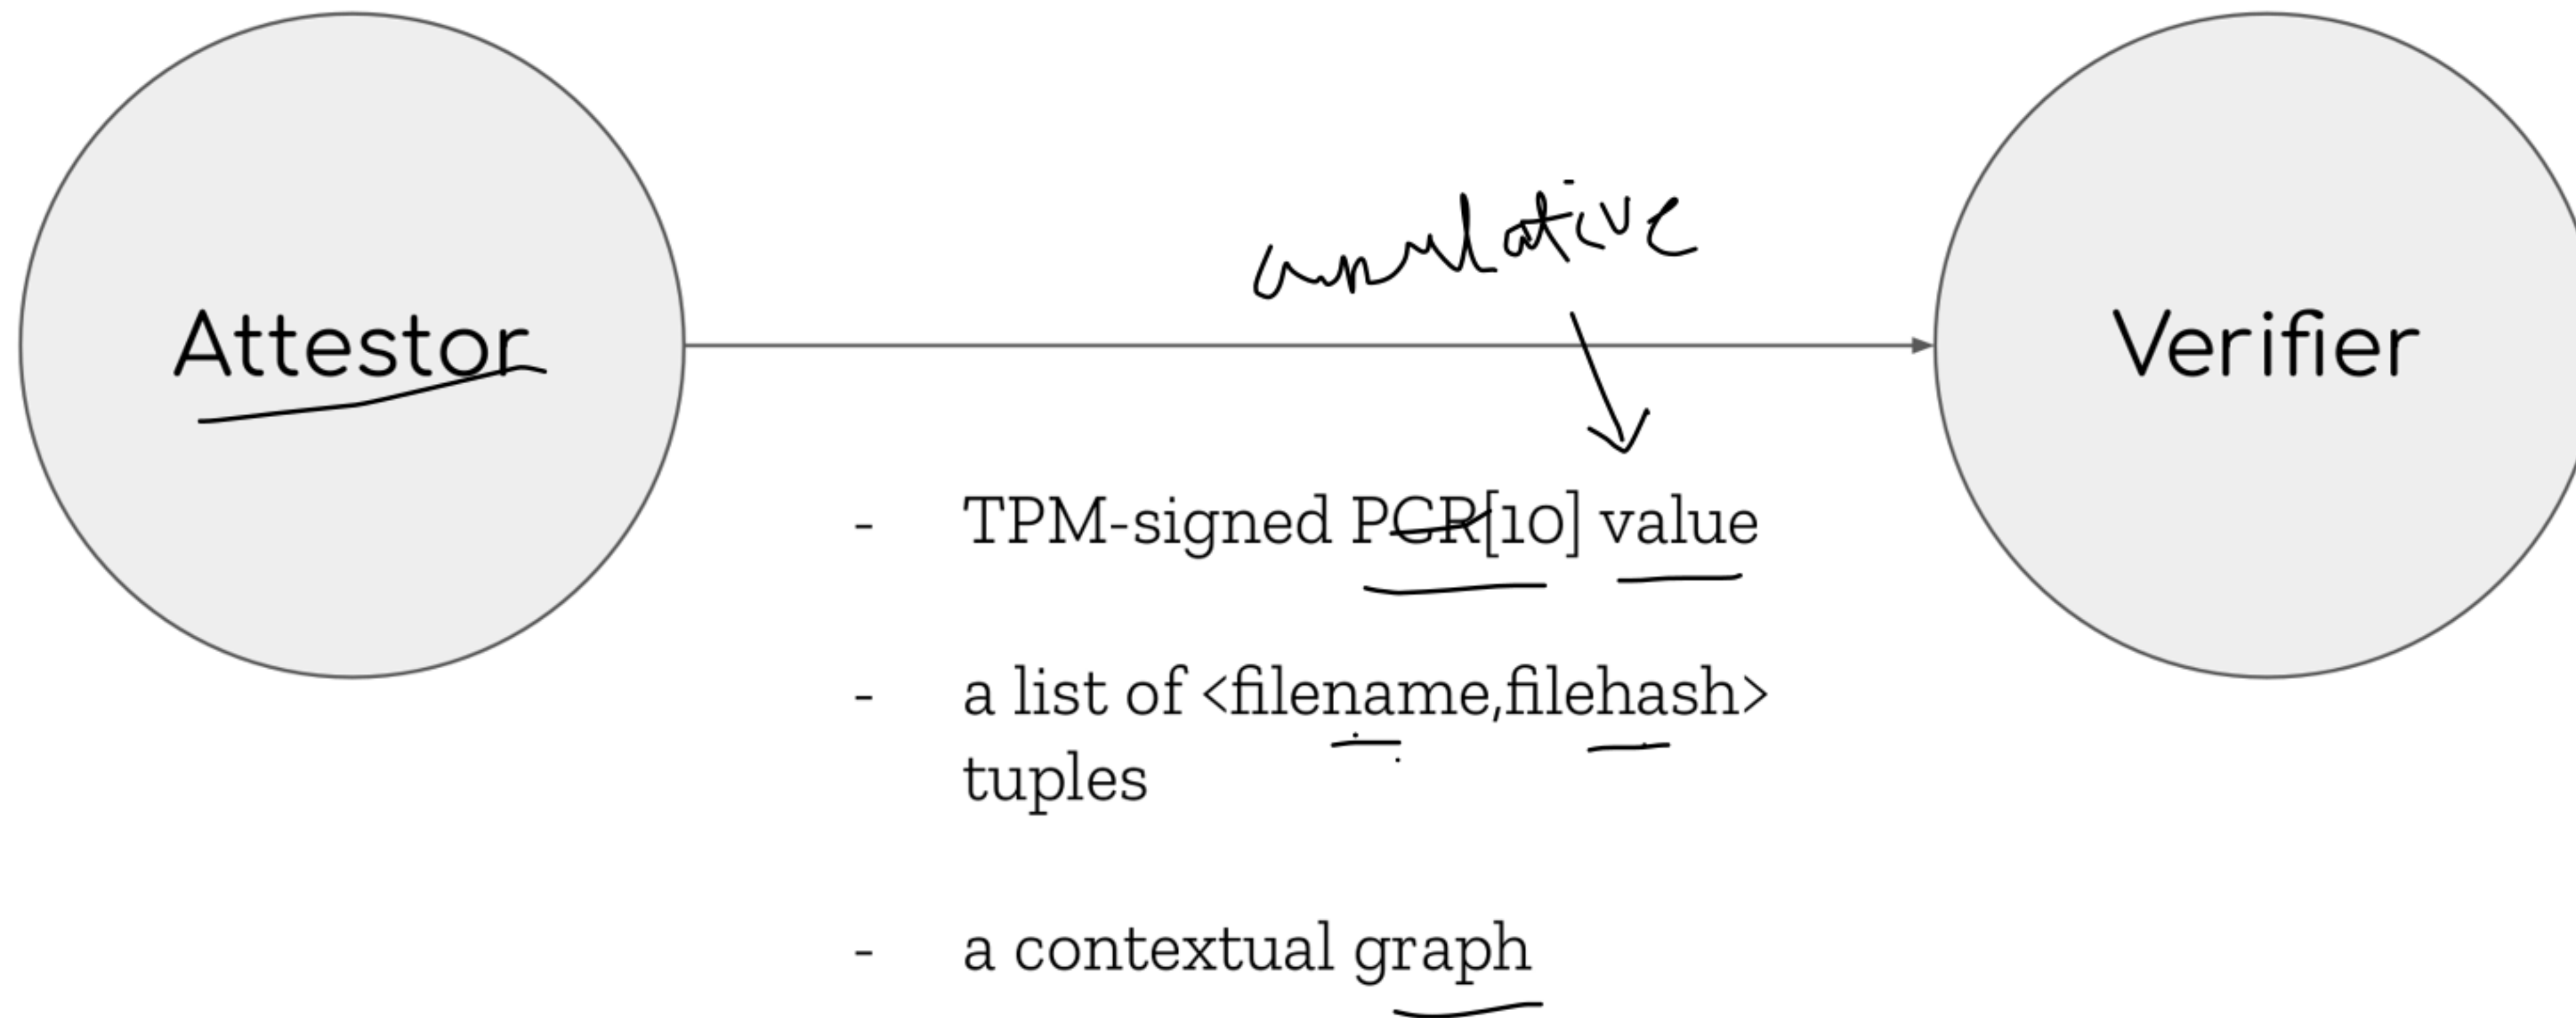 cumulative
Attestor
Verifier
- TPM-signed PCR[10] value
- a list of <filename,filehash>
tuples
- a contextual graph